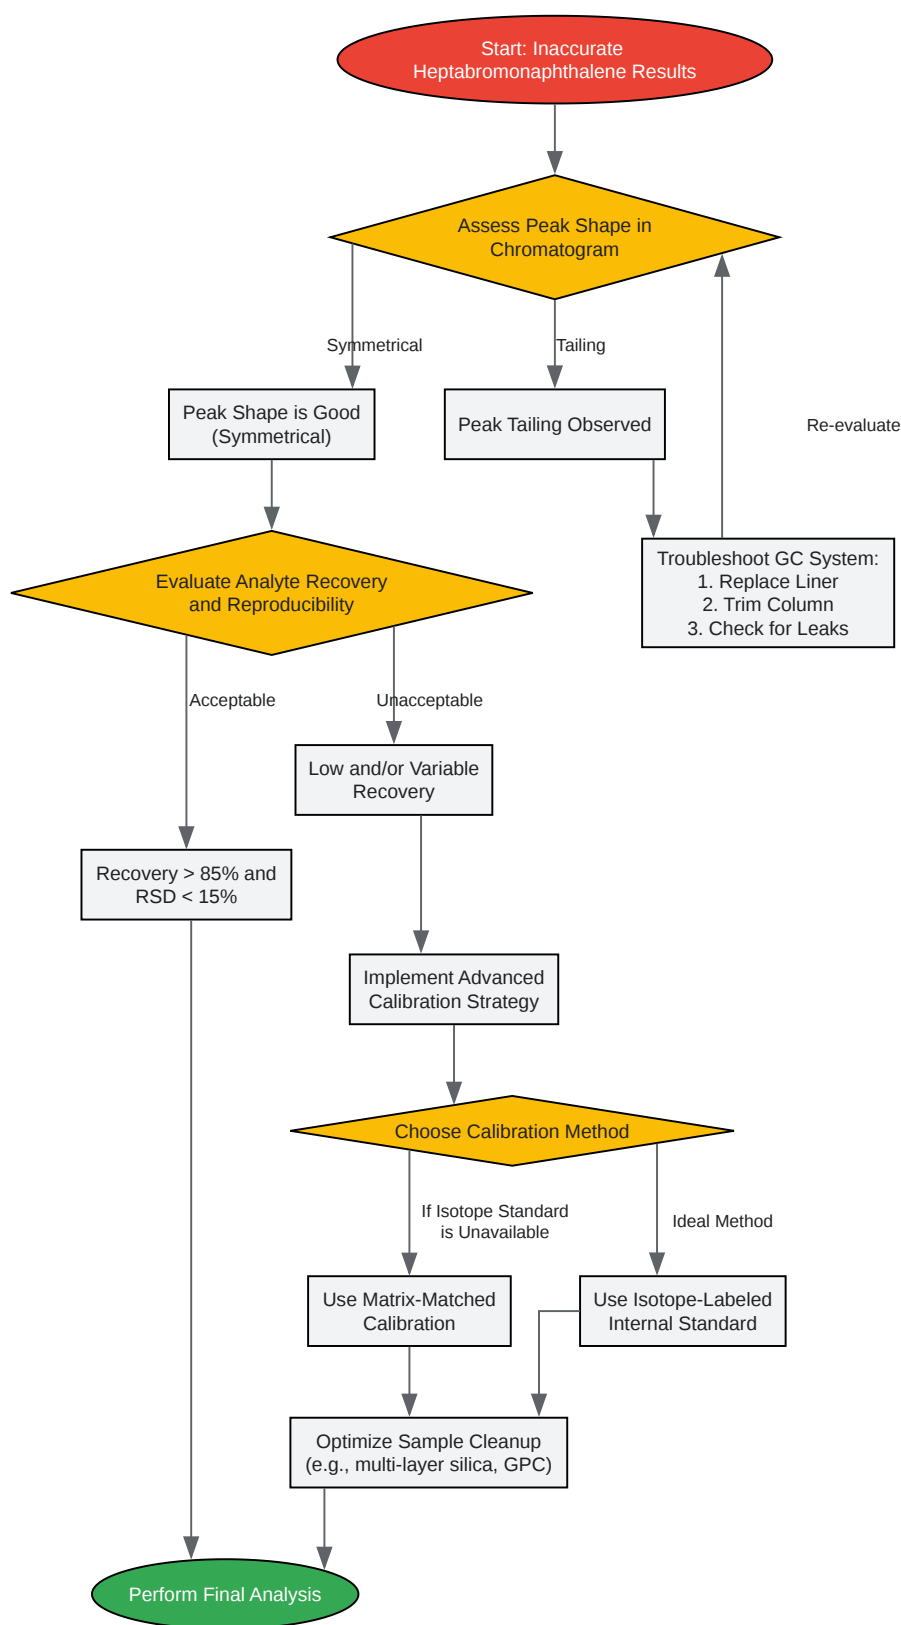 Start: Inaccurate
Heptabromonaphthalene Results
Assess Peak Shape in
Chromatogram
Symmetrical
Tailing
Peak Shape is Good
(Symmetrical)
Peak Tailing Observed
Re-evaluate
Evaluate Analyte Recovery
and Reproducibility
Troubleshoot GC System:
1. Replace Liner
2. Trim Column
3. Check for Leaks
Acceptable
Unacceptable
Low and/or Variable
Recovery
Recovery > 85% and
RSD < 15%
Implement Advanced
Calibration Strategy
Choose Calibration Method
If Isotope Standard
is Unavailable
Ideal Method
Use Matrix-Matched
Calibration
Use Isotope-Labeled
Internal Standard
Optimize Sample Cleanup
(e.g., multi-layer silica, GPC)
Perform Final Analysis